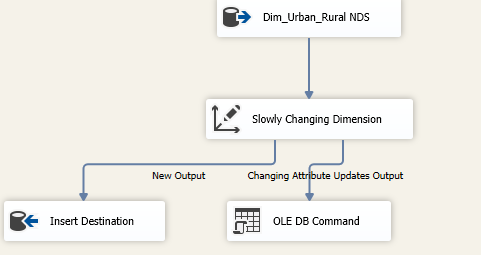 Dim_Urban_Rural NDS
Slowly Changing Dimension
New Output
Changing Attribute Updates Output
Insert Destination
OLE DB Command